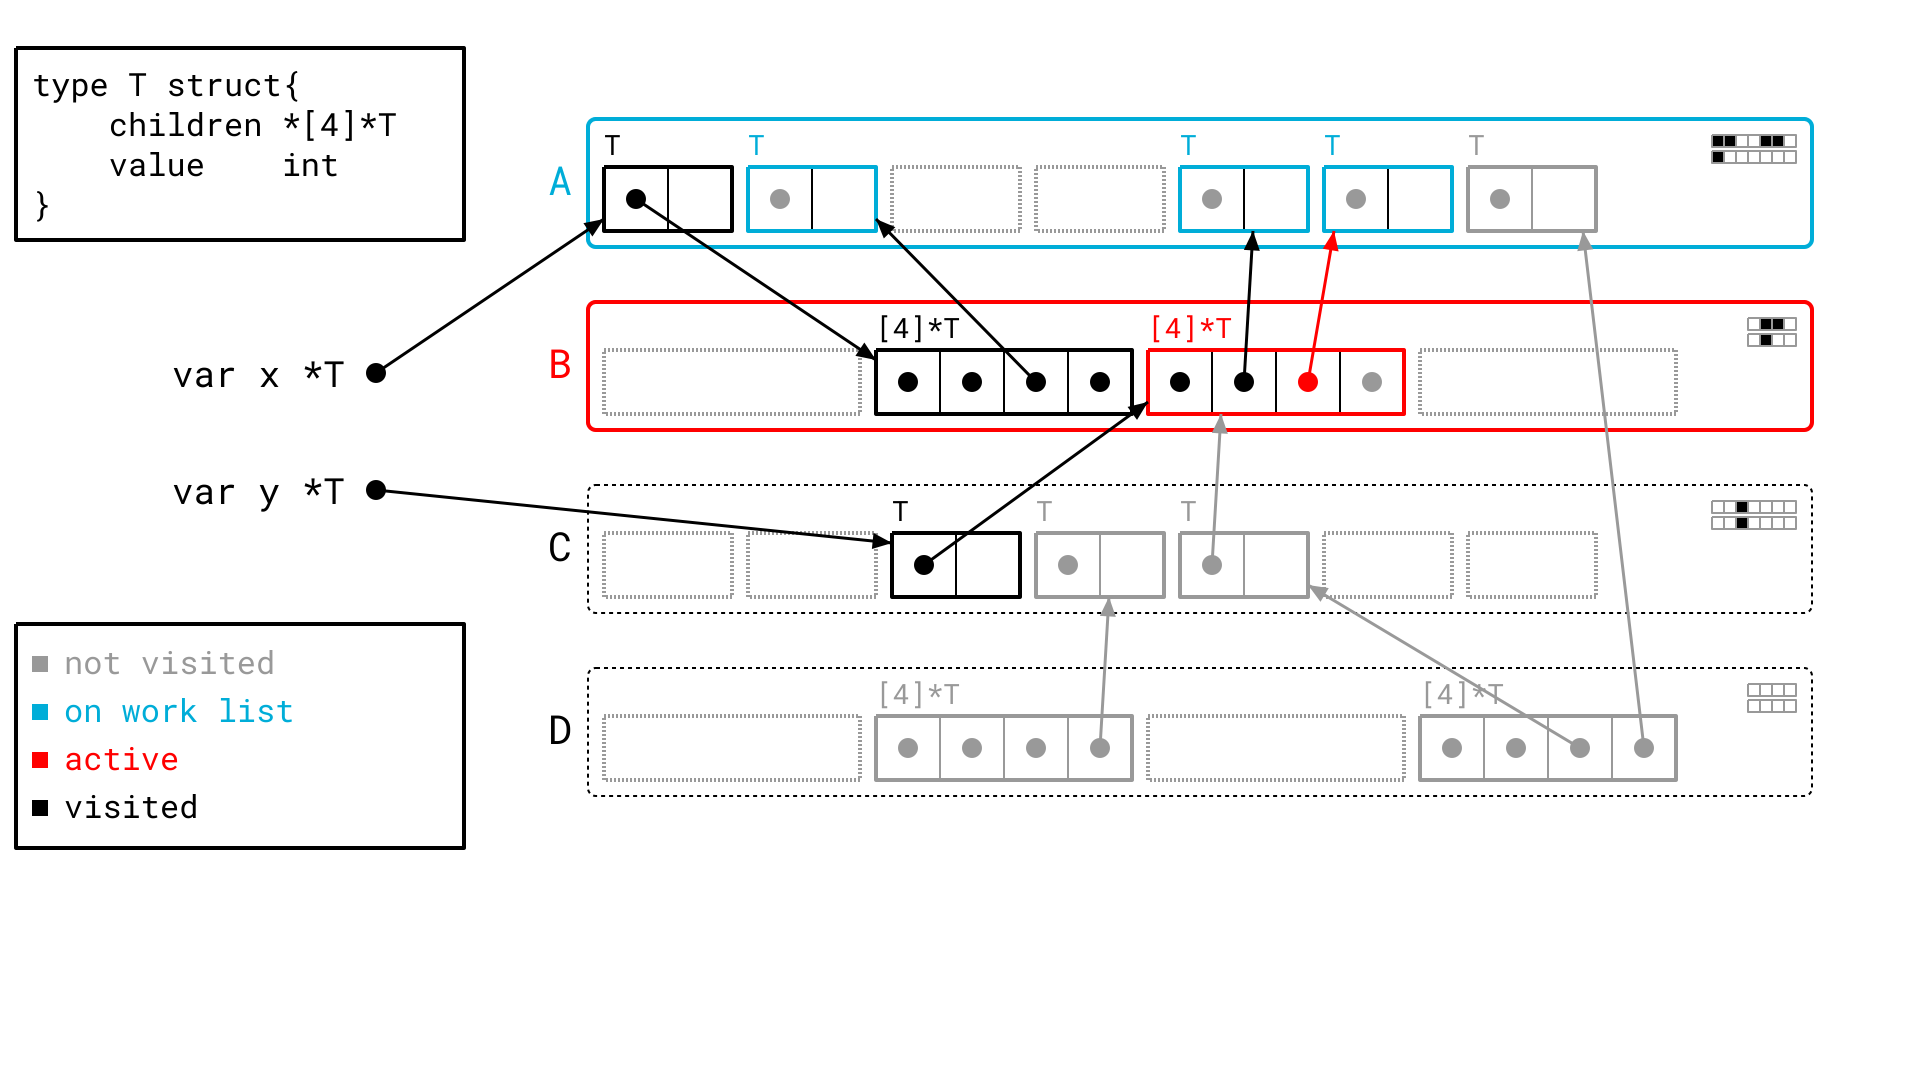 type T struct{
children *[4]*T
value int
}
T T T T T
A
[4]*T [4]*T
B
var x *T
var y *T
T T T
C
not visited
on work list
active
visited
[4]*T [4]*T
D